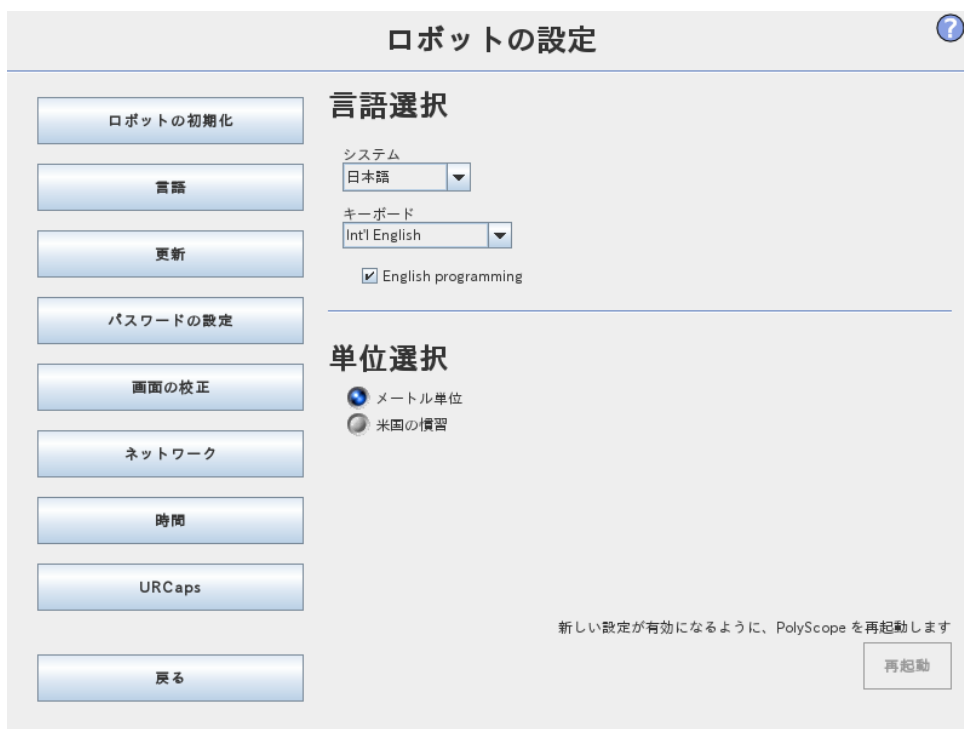 ロボットの設定
?
ロボットの初期化
言語
更新
パスワードの設定
画面の校正
ネットワーク
時間
URCaps
戻る
言語選択
システム
日本語
キーボード
Int'l English
English programming
単位選択
メートル単位
米国の慣習
新しい設定が有効になるように、PolyScope を再起動します
再起動